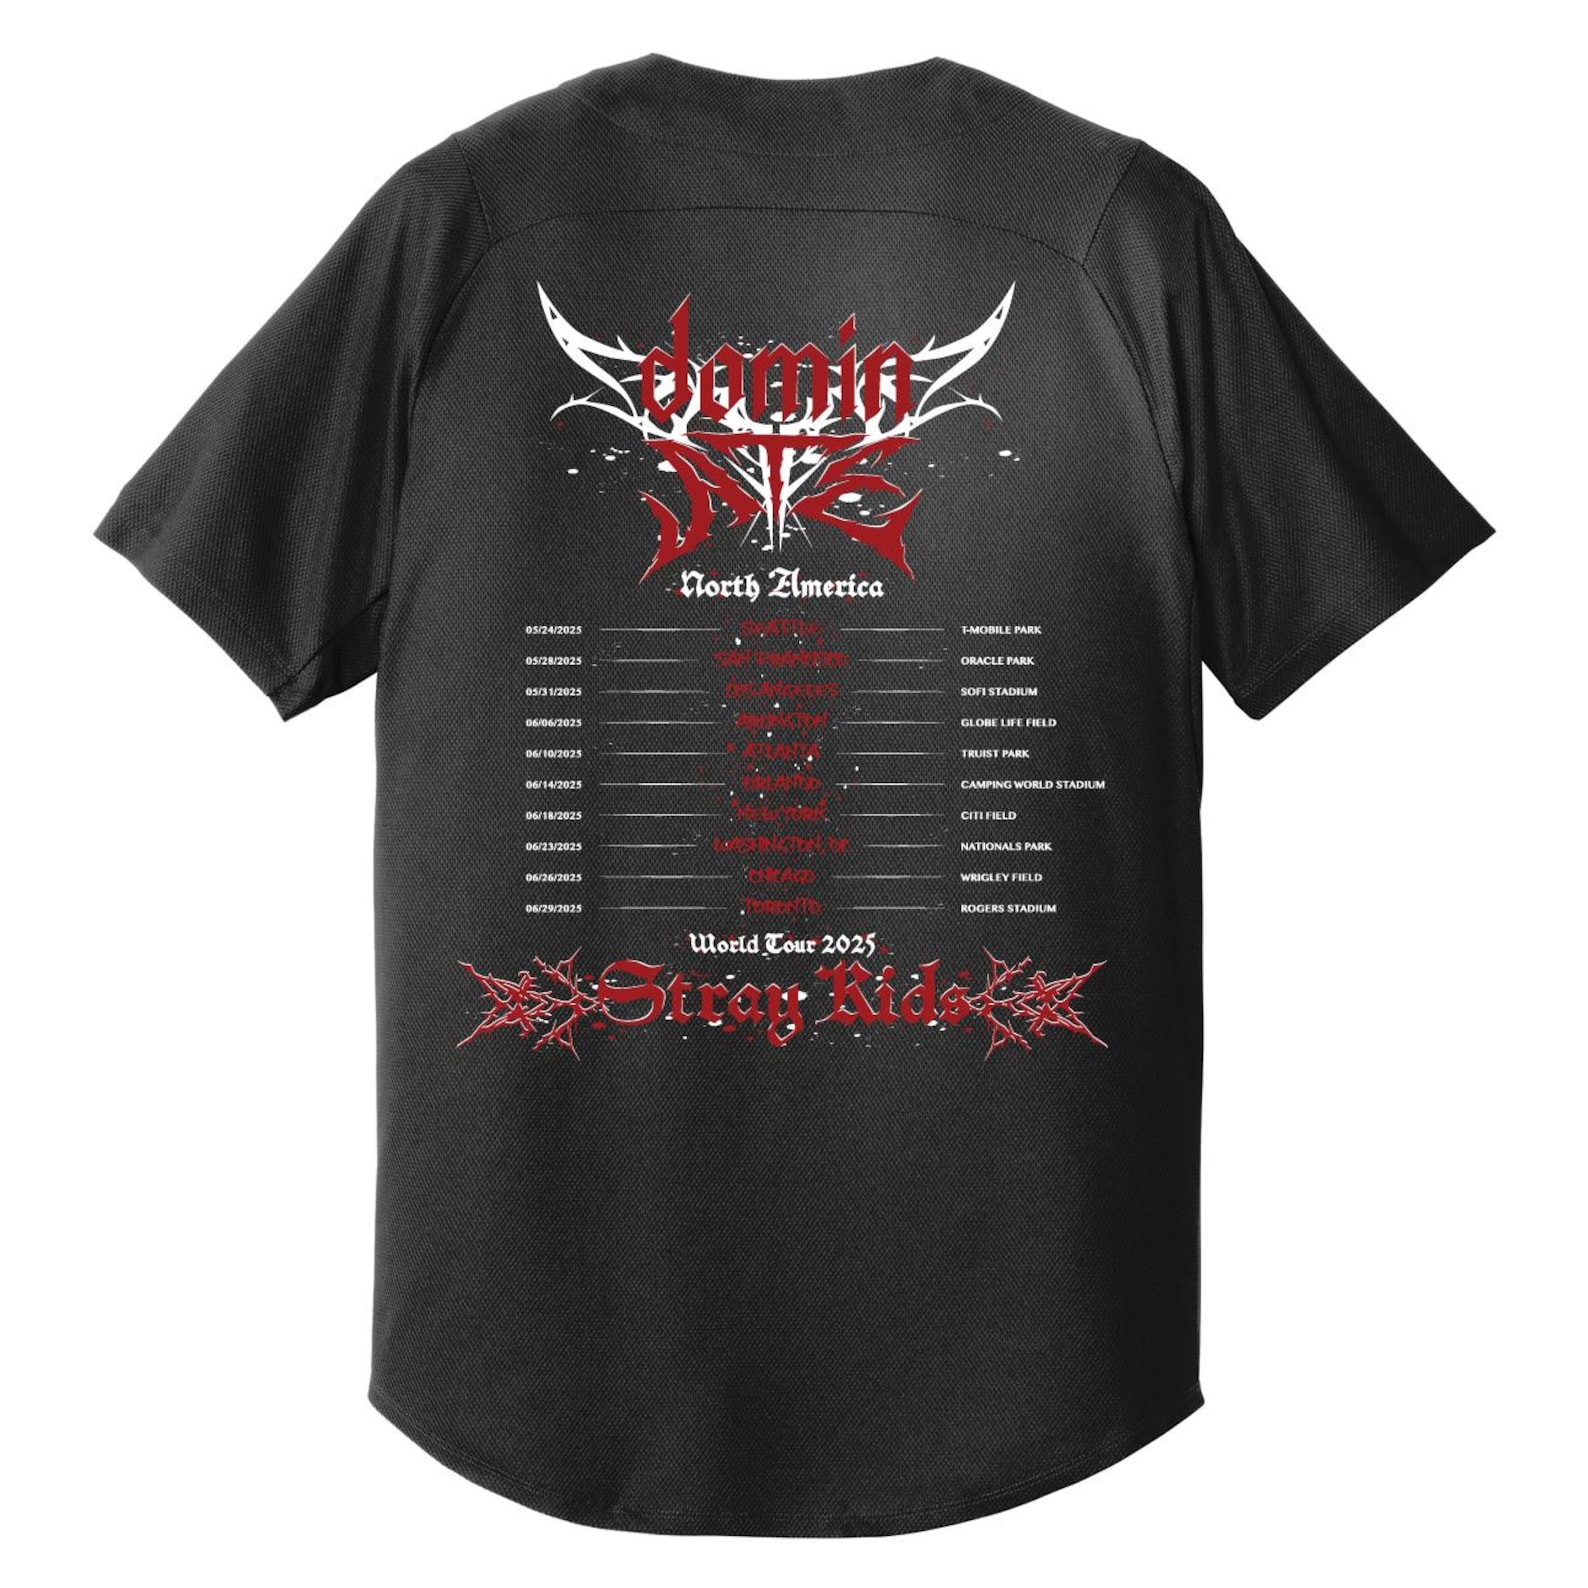 domin
ATE
North America
05/24/2025 SEATTLE T-MOBILE PARK
05/28/2025 SAN FRANCISCO ORACLE PARK
05/31/2025 LOS ANGELES SOFI STADIUM
06/06/2025 ARLINGTON GLOBE LIFE FIELD
06/10/2025 ATLANTA TRUIST PARK
06/14/2025 ORLANDO CAMPING WORLD STADIUM
06/18/2025 NEW YORK CITI FIELD
06/23/2025 WASHINGTON, DC NATIONALS PARK
06/26/2025 CHICAGO WRIGLEY FIELD
06/29/2025 TORONTO ROGERS STADIUM
World Tour 2025
Stray Kids